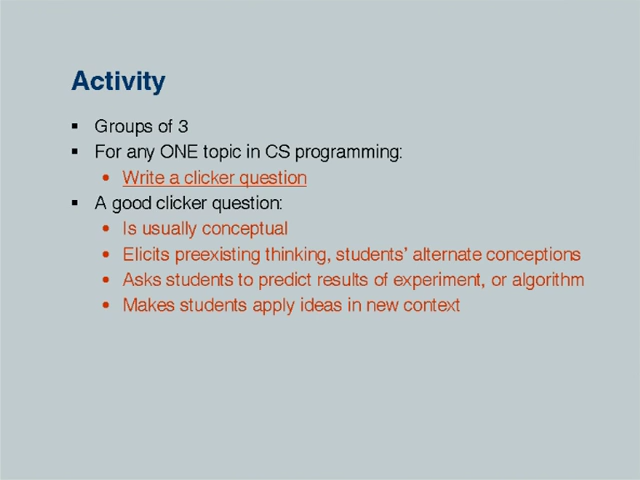 Activity
▪ Groups of 3
▪ For any ONE topic in CS programming:
• Write a clicker question
▪ A good clicker question:
• Is usually conceptual
• Elicits preexisting thinking, students’ alternate conceptions
• Asks students to predict results of experiment, or algorithm
• Makes students apply ideas in new context